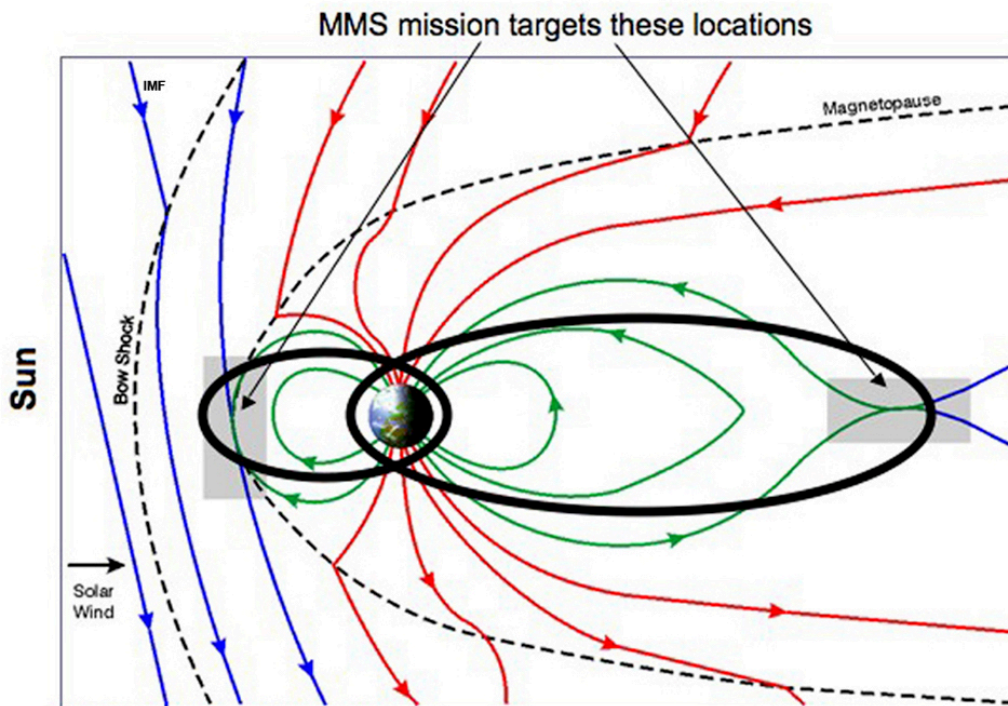 MMS mission targets these locations
IMF
Magnetopause
Sun
Bow Shock
Solar
Wind